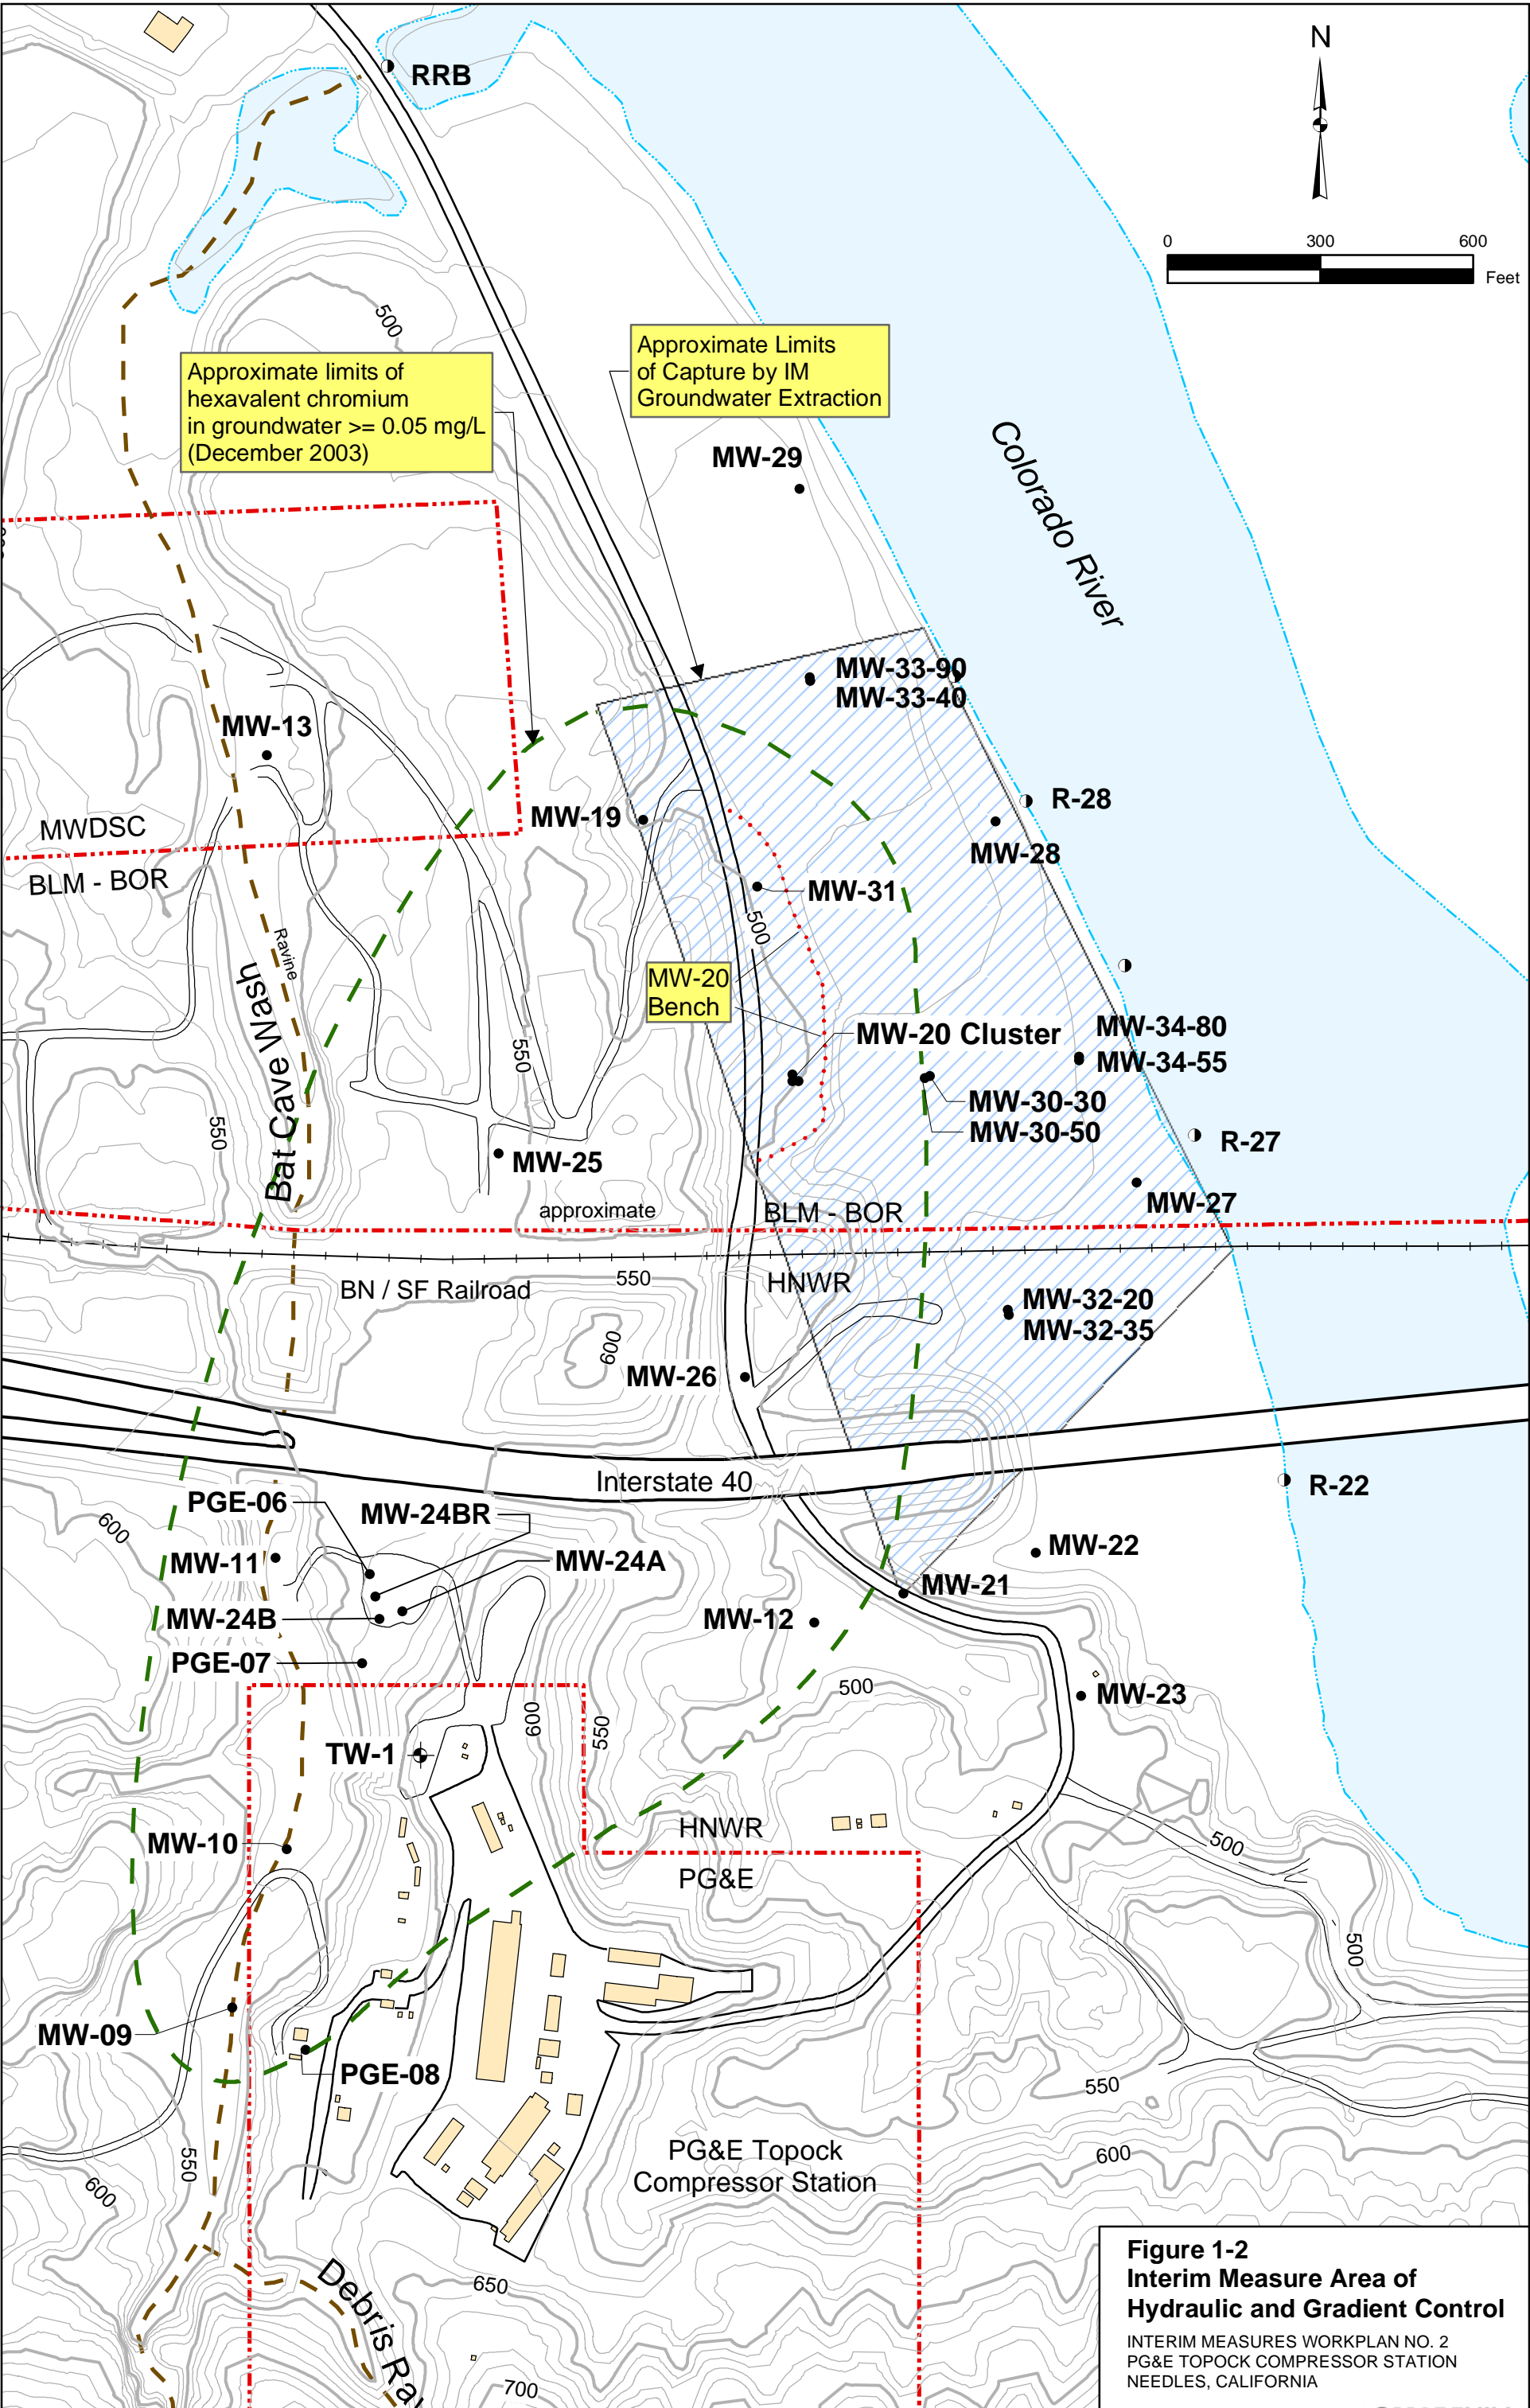 RRB
N
0 300 600
Feet
500
Approximate limits of
hexavalent chromium
in groundwater >= 0.05 mg/L
(December 2003)
Approximate Limits
of Capture by IM
Groundwater Extraction
MW-29
Colorado River
MW-33-90
MW-33-40
MW-13
MW-19
R-28
MW-28
MWDSC
BLM - BOR
MW-31
500
Ravine
Bat Cave Wash
MW-20
Bench
MW-20 Cluster
MW-34-80
MW-34-55
550
550
MW-30-30
MW-30-50
R-27
MW-25
MW-27
approximate
BLM - BOR
BN / SF Railroad
550
HNWR
MW-32-20
MW-32-35
600
MW-26
Interstate 40
R-22
PGE-06
MW-24BR
600
MW-11
MW-24A
MW-22
MW-21
MW-24B
MW-12
PGE-07
500
MW-23
600
550
TW-1
HNWR
MW-10
500
PG&E
500
MW-09
PGE-08
550
PG&E Topock
Compressor Station
600
550
600
Debris Rav
650
700
Figure 1-2
Interim Measure Area of
Hydraulic and Gradient Control
INTERIM MEASURES WORKPLAN NO. 2
PG&E TOPOCK COMPRESSOR STATION
NEEDLES, CALIFORNIA